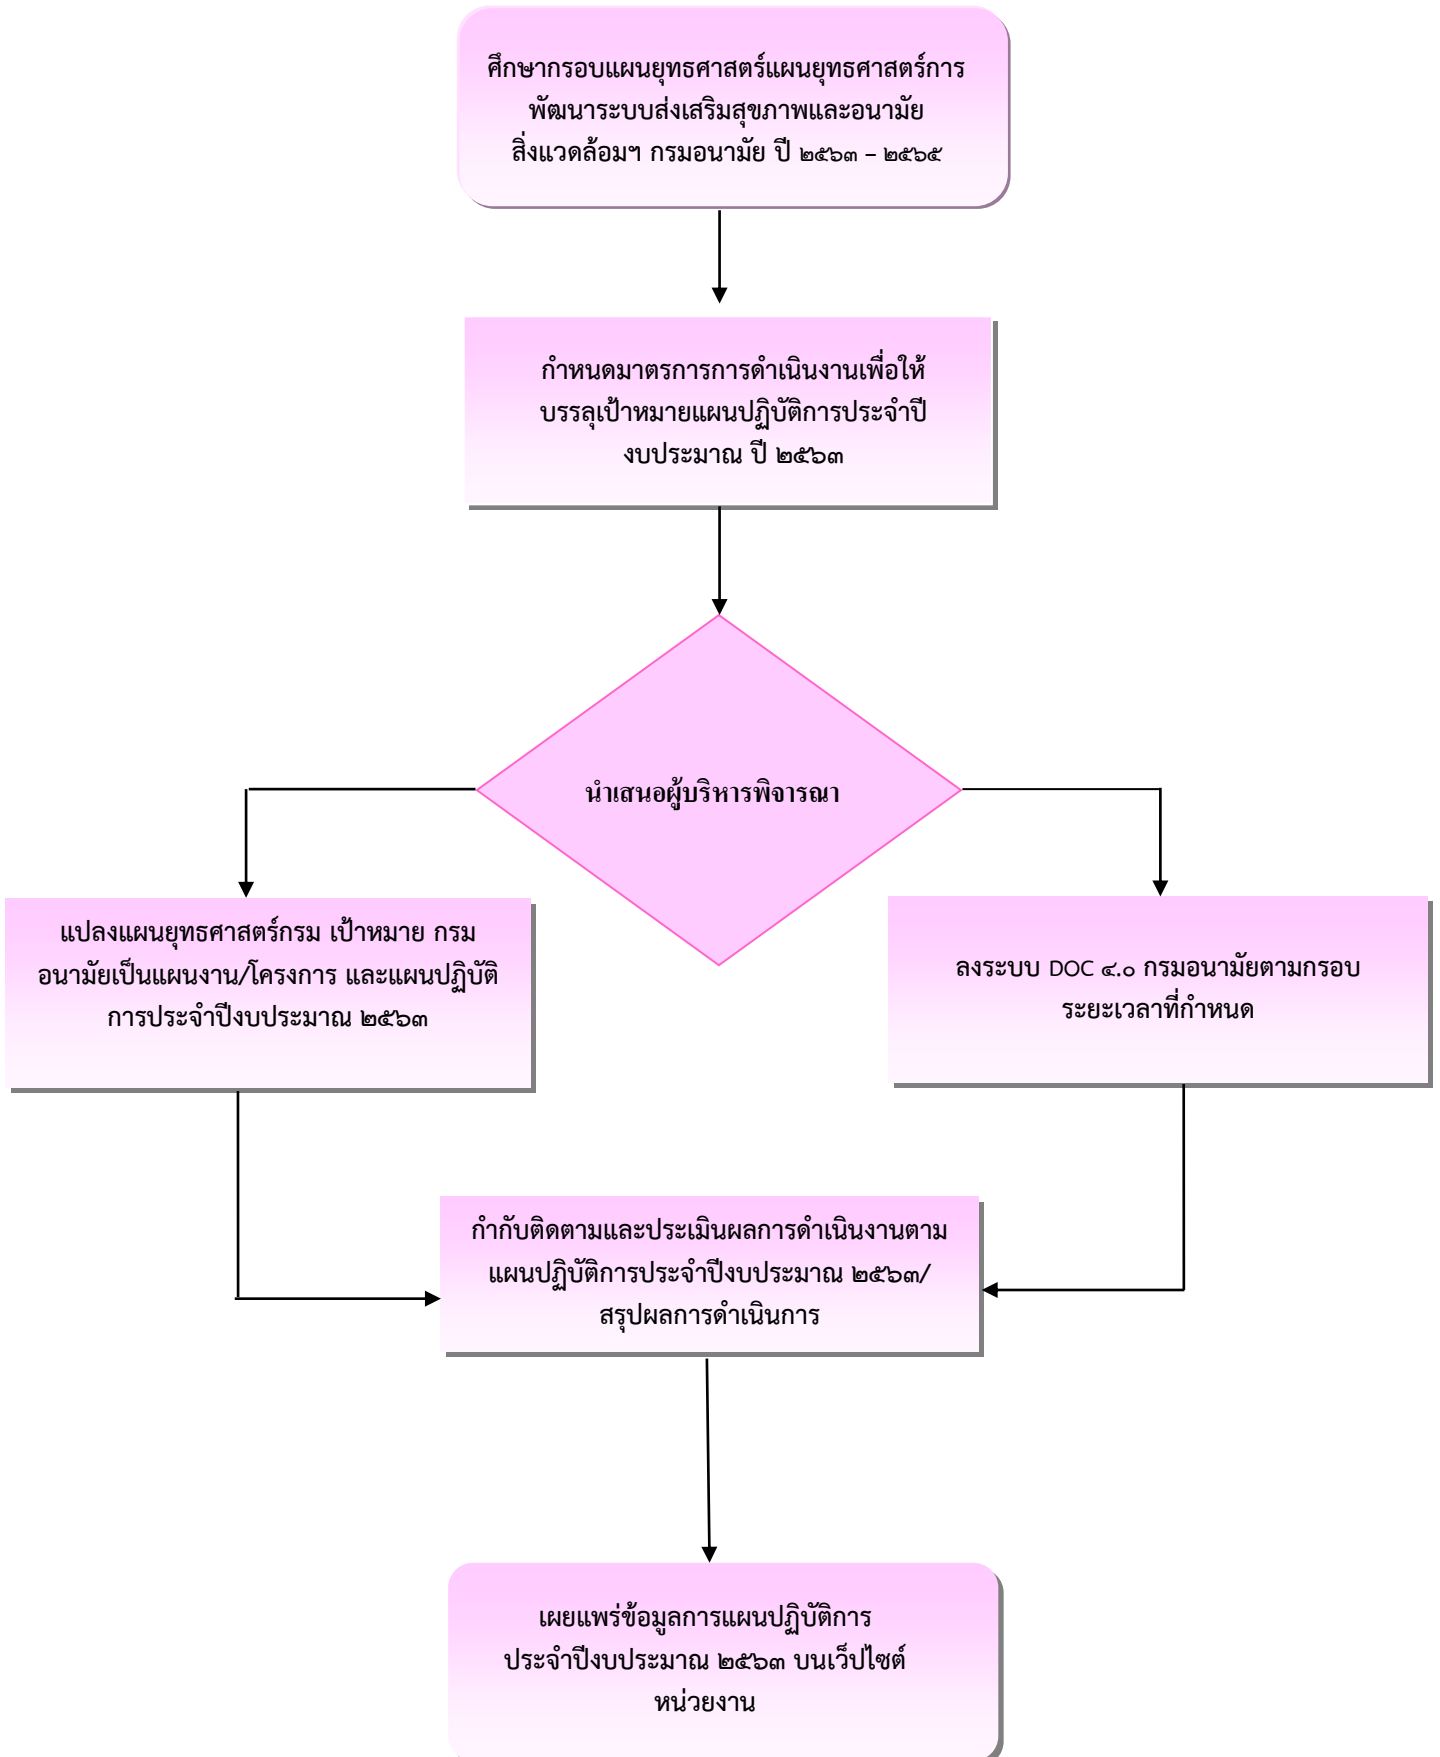 ศึกษากรอบแผนยุทธศาสตร์แผนยุทธศาสตร์การ
พัฒนาระบบส่งเสริมสุขภาพและอนามัย
สิ่งแวดล้อมฯ กรมอนามัย ปี ๒๕๖๓ – ๒๕๖๕
กำหนดมาตรการการดำเนินงานเพื่อให้
บรรลุเป้าหมายแผนปฏิบัติการประจำปี
งบประมาณ ปี ๒๕๖๓
นำเสนอผู้บริหารพิจารณา
แปลงแผนยุทธศาสตร์กรม เป้าหมาย กรม
อนามัยเป็นแผนงาน/โครงการ และแผนปฏิบัติ
การประจำปีงบประมาณ ๒๕๖๓
ลงระบบ DOC ๔.๐ กรมอนามัยตามกรอบ
ระยะเวลาที่กำหนด
กำกับติดตามและประเมินผลการดำเนินงานตาม
แผนปฏิบัติการประจำปีงบประมาณ ๒๕๖๓/
สรุปผลการดำเนินการ
เผยแพร่ข้อมูลการแผนปฏิบัติการ
ประจำปีงบประมาณ ๒๕๖๓ บนเว็ปไซต์
หน่วยงาน